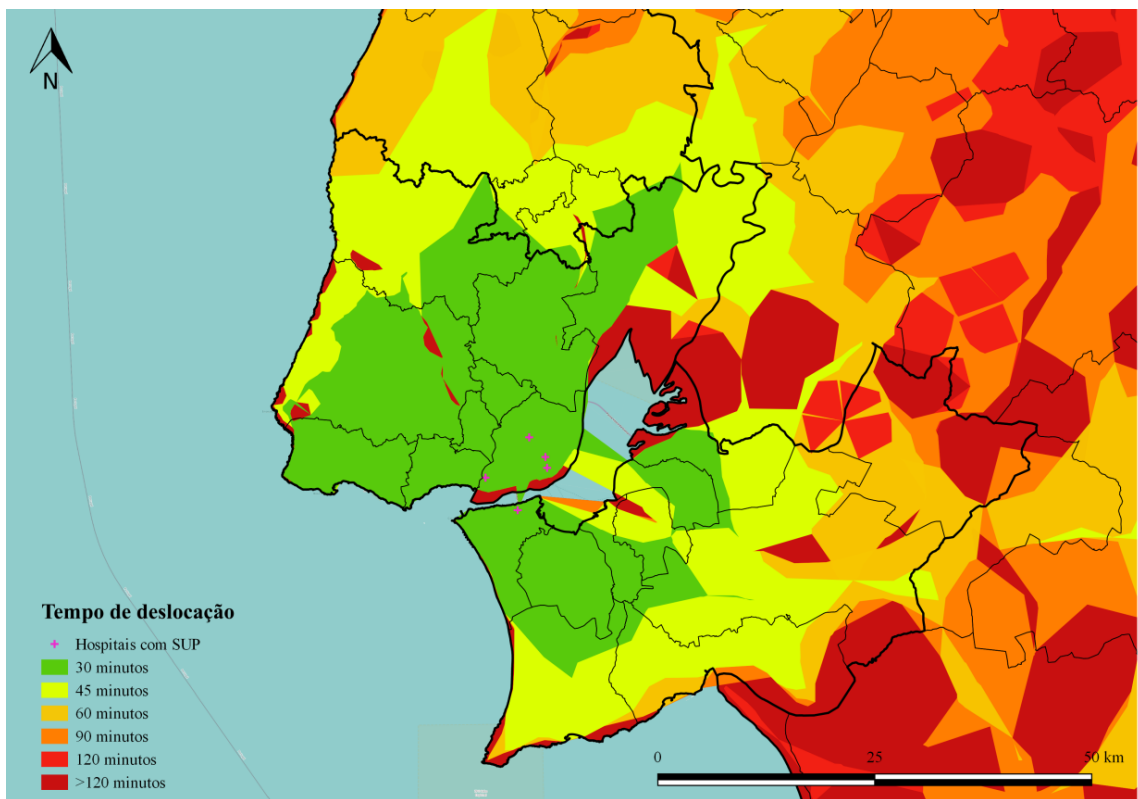 N
Tempo de deslocação
Hospitais com SUP
30 minutos
45 minutos
60 minutos
90 minutos
120 minutos
>120 minutos
0 25 50 km